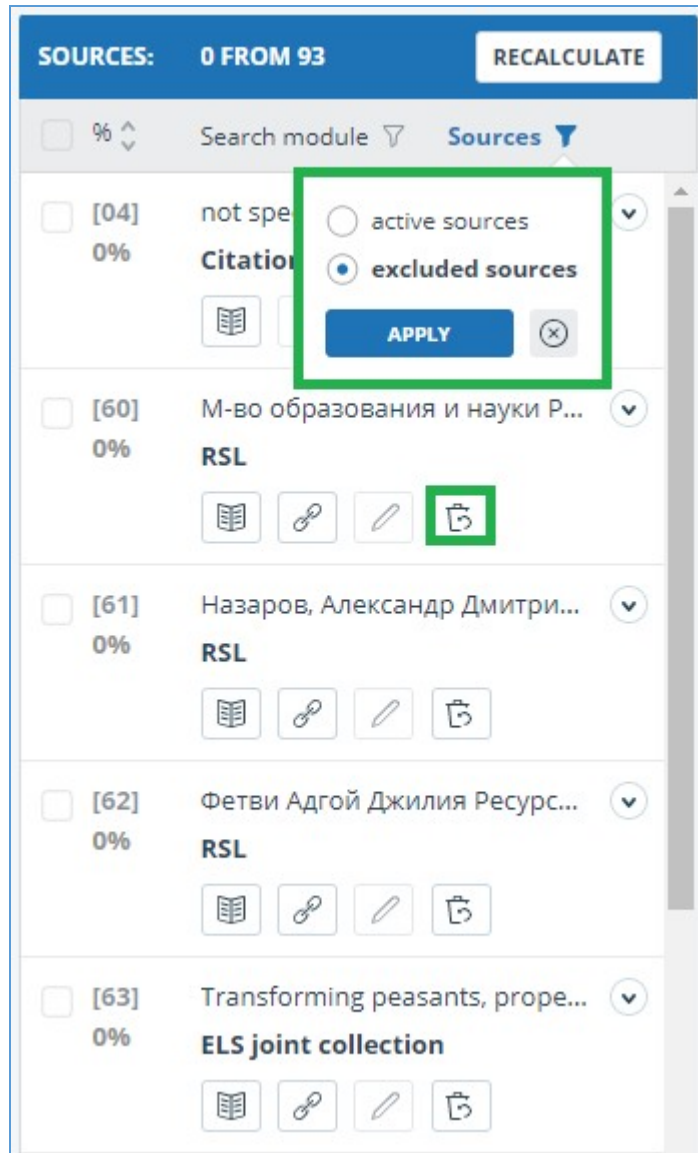 SOURCES: 0 FROM 93 RECALCULATE
% Search module Sources
[04] not spe
active sources
0% Citation
excluded sources
APPLY
[60] М-во образования и науки Р...
0% RSL
[61] Назаров, Александр Дмитри...
0% RSL
[62] Фетви Адгой Джилия Ресурс...
0% RSL
[63] Transforming peasants, prope...
0% ELS joint collection